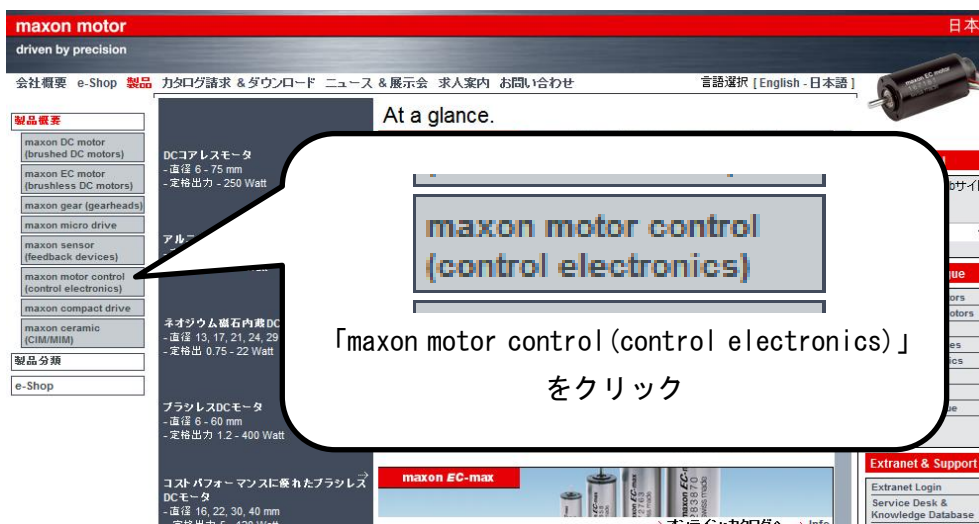 maxon motor
日本
driven by precision
会社概要 e-Shop 製品 カタログ請求 & ダウンロード ニュース & 展示会 求人案内 お問い合わせ
言語選択 [ English - 日本語 ]
製品概要
maxon DC motor
(brushed DC motors)
maxon EC motor
(brushless DC motors)
maxon gear (gearheads)
maxon micro drive
maxon sensor
(feedback devices)
maxon motor control
(control electronics)
maxon compact drive
maxon ceramic
(CIM/MIM)
製品分類
e-Shop
At a glance.
DCコアレスモータ
- 直径 6 - 75 mm
- 定格出力 - 250 Watt
ネオジウム磁石内蔵DC
- 直径 13, 17, 21, 24, 29
- 定格出力 0.75 - 22 Watt
ブラシレスDCモータ
- 直径 6 - 60 mm
- 定格出力 1.2 - 400 Watt
コストパフォーマンスに優れたブラシレス
DCモータ
- 直径 16, 22, 30, 40 mm
maxon motor control
(control electronics)
「maxon motor control(control electronics)」
をクリック
maxon EC-max
Extranet & Support
Extranet Login
Service Desk &
Knowledge Database